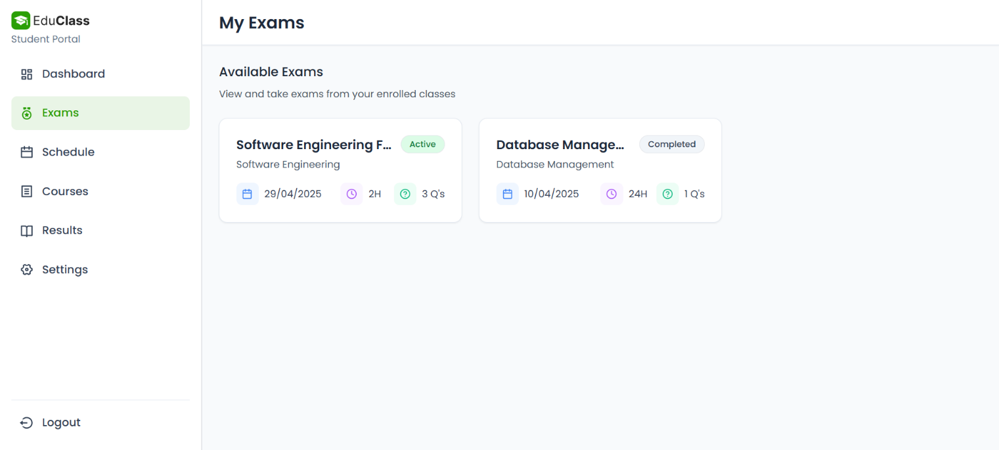 EduClass
Student Portal
Dashboard
Exams
Schedule
Courses
Results
Settings
Logout
My Exams
Available Exams
View and take exams from your enrolled classes
Software Engineering F... Active
Software Engineering
29/04/2025 2H 3 Q's
Database Manage... Completed
Database Management
10/04/2025 24H 1 Q's